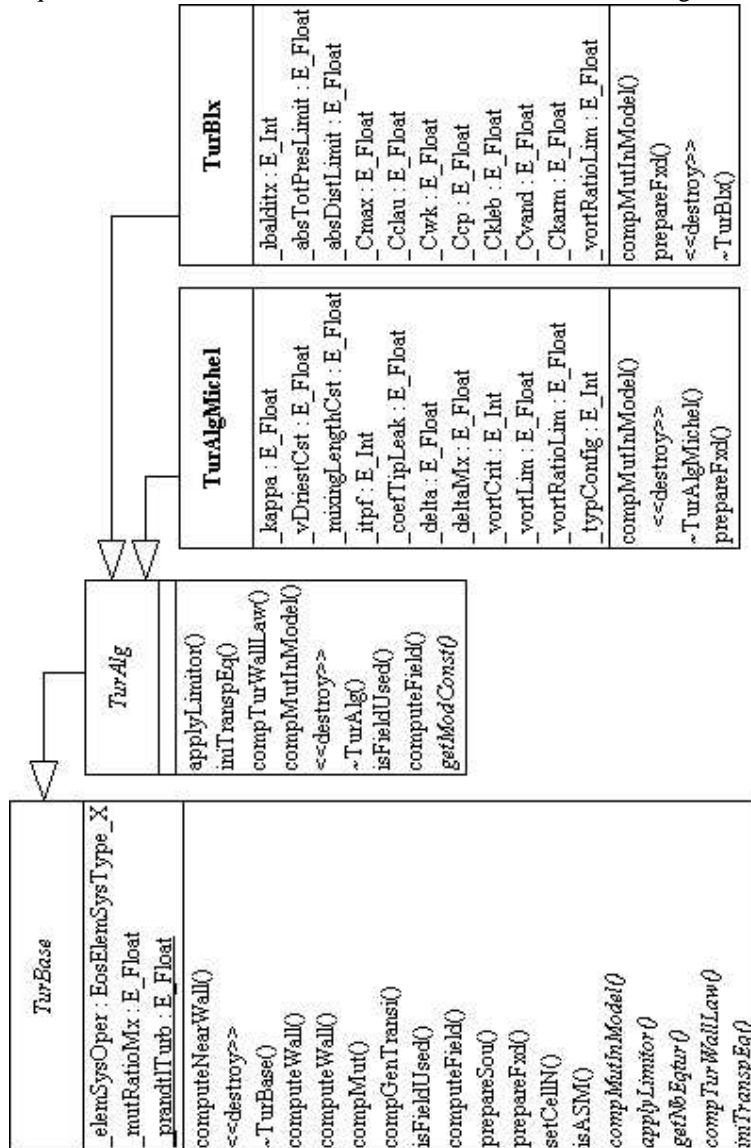 TurBase
_elemSysOper : EosElemSysType_X
_mutRatioMx : E_Float
_prandtlTurb : E_Float
computeNearWall()
<<destroy>>
~TurBase()
computeWall()
computeWall()
compMut()
compGenTransi()
isFieldUsed()
computeField()
prepareSou()
prepareFxd()
setCellN()
isASM()
compMutInModel()
applyLimitor()
getNbEqtur()
compTurWallLaw()
iniTranspEq()
TurAlg
applyLimitor()
iniTranspEq()
compTurWallLaw()
compMutInModel()
<<destroy>>
~TurAlg()
isFieldUsed()
computeField()
getModConst()
TurAlgMichel
_kappa : E_Float
_vDriestCst : E_Float
_mixingLengthCst : E_Float
_itpf : E_Int
_coefTipLeak : E_Float
_delta : E_Float
_deltaMx : E_Float
_vortCrit : E_Int
_vortLim : E_Float
_vortRatioLim : E_Float
_typConfig : E_Int
compMutInModel()
<<destroy>>
~TurAlgMichel()
prepareFxd()
TurBlx
_ibalditx : E_Int
_absTotPresLimit : E_Float
_absDistLimit : E_Float
_Cmax : E_Float
_Cclau : E_Float
_Cwk : E_Float
_Ccp : E_Float
_Ckleb : E_Float
_Cvand : E_Float
_Ckarm : E_Float
_vortRatioLim : E_Float
compMutInModel()
prepareFxd()
<<destroy>>
~TurBlx()